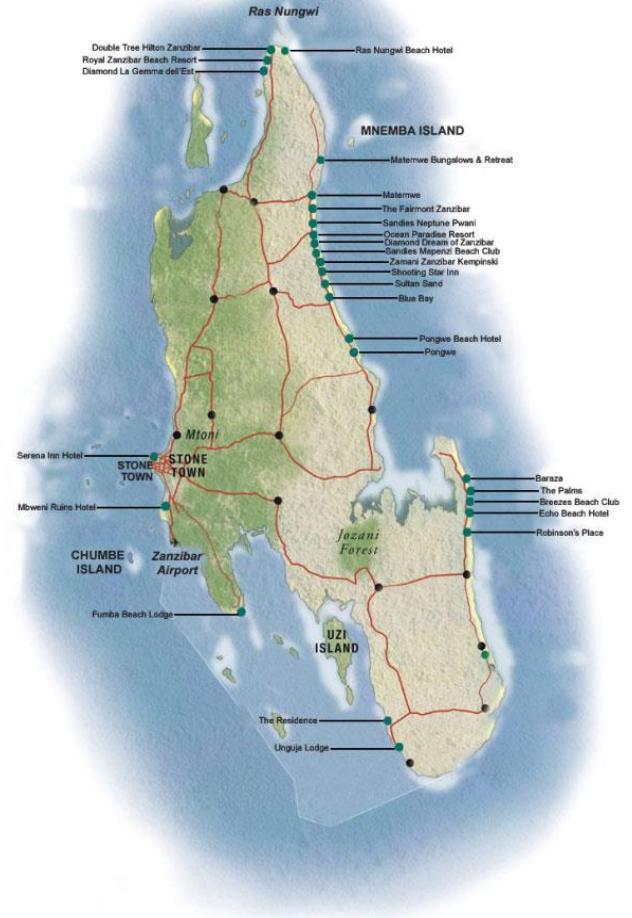 Ras Nungwi
Double Tree Hilton Zanzibar
Ras Nungwi Beach Hotel
Royal Zanzibar Beach Resort
Diamond La Gemma dell'Est
MNEMBA ISLAND
Matemwe Bungalows & Retreat
Matemwe
The Fairmont Zanzibar
Sandies Neptune Pwani
Ocean Paradise Resort
Diamond Dream of Zanzibar
Sandies Mapenzi Beach Club
Zamani Zanzibar Kempinski
Shooting Star Inn
Sultan Sand
Blue Bay
Pongwe Beach Hotel
Pongwe
Mtoni
Serena Inn Hotel
STONE
TOWN
STONE
TOWN
Baraza
The Palms
Breezes Beach Club
Echo Beach Hotel
Mbweni Ruins Hotel
Robinson's Place
Jozani
Forest
CHUMBE
ISLAND
Zanzibar
Airport
Fumba Beach Lodge
UZI
ISLAND
The Residence
Unguja Lodge